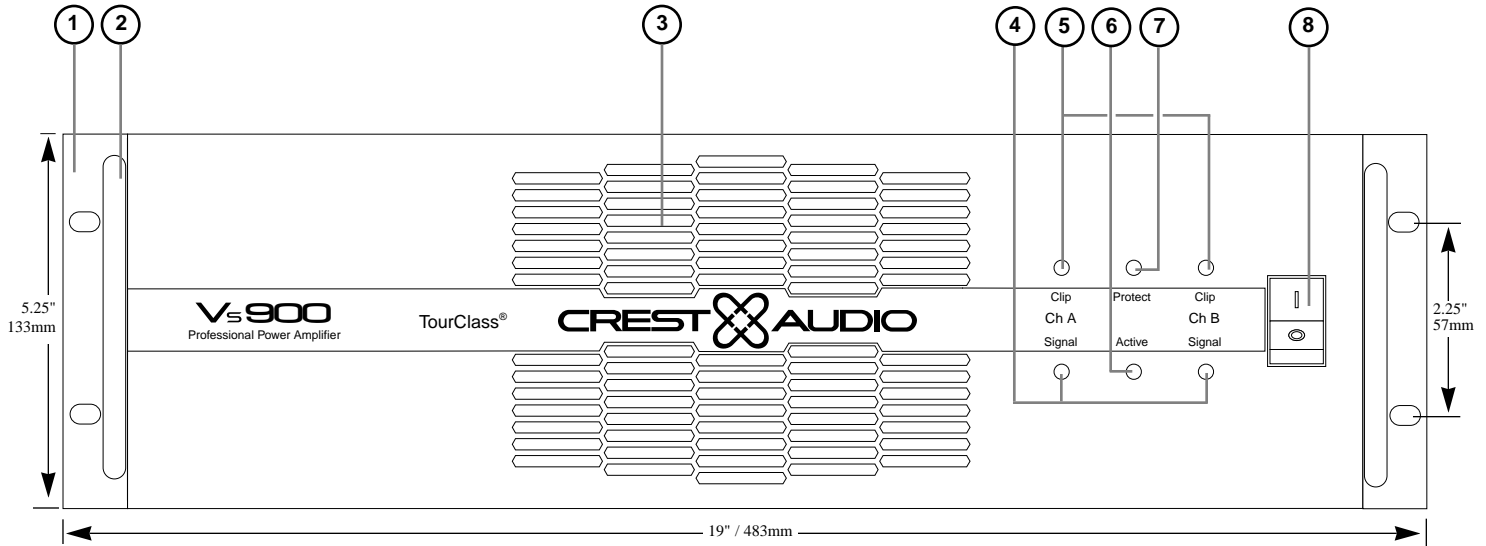 1 2 3 4 5 6 7 8
5.25"
133mm
Vs900
Professional Power Amplifier
TourClass®
CREST AUDIO
Clip Protect Clip
Ch A Ch B
Signal Active Signal
2.25"
57mm
19" / 483mm